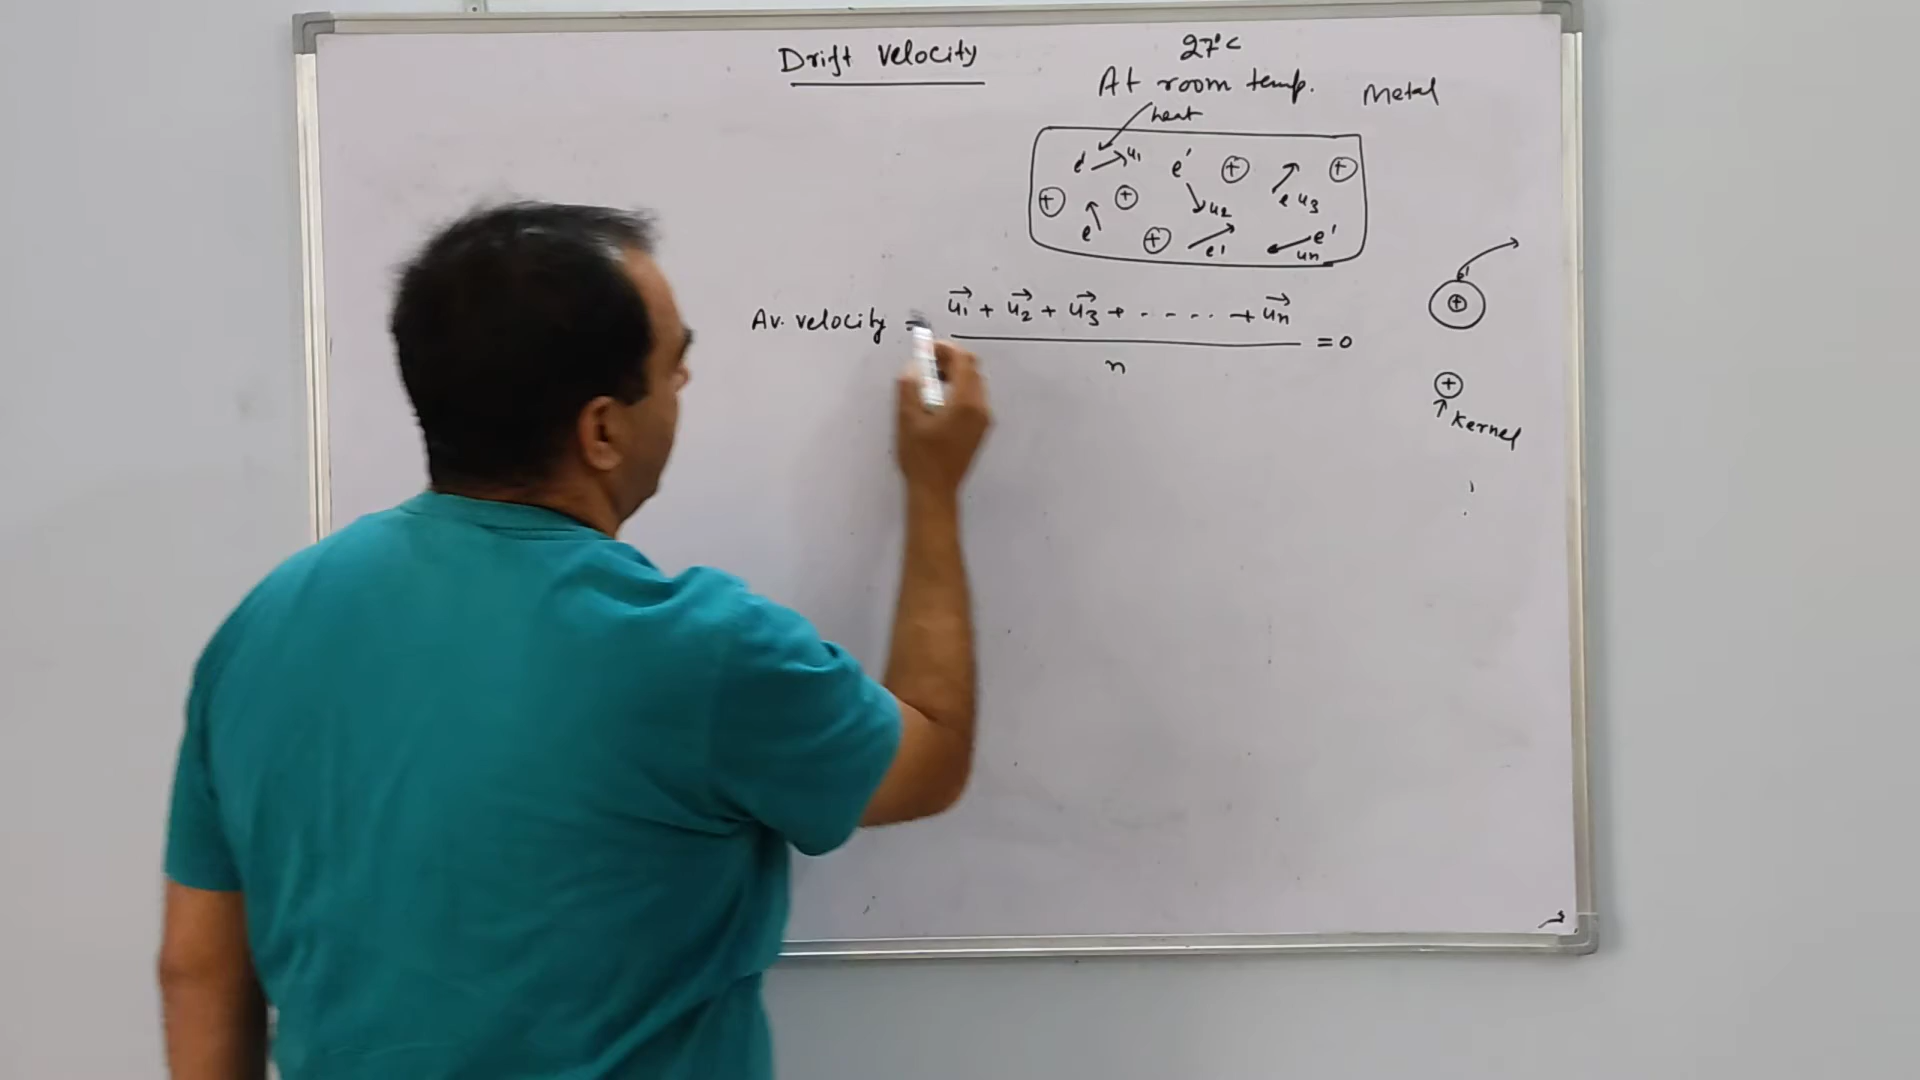 Drift Velocity
27°C
At room temp.
Metal
heat
e' u1 e' + u3 +
+ + u2 e
e + e' e'
un
Av. velocity = u1 + u2 + u3 + ..... + un = 0
n
e'
+
+
Kernel